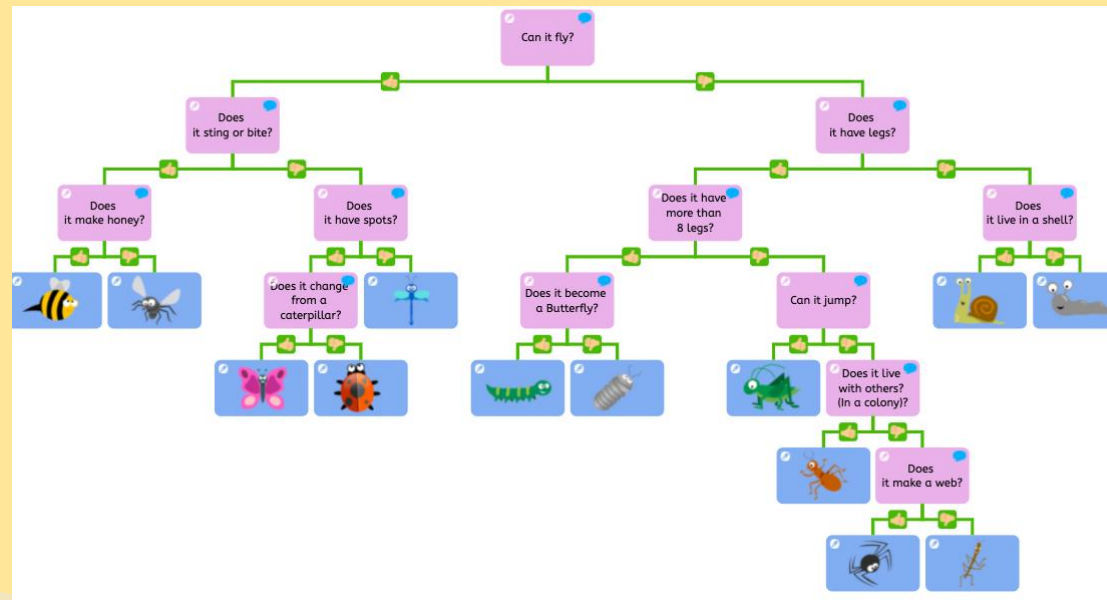 Can it fly?
Does
it sting or bite?
Does
it have legs?
Does
it make honey?
Does
it have spots?
Does it have
more than
8 legs?
Does
it live in a shell?
Does it change
from a
caterpillar?
Does it become
a Butterfly?
Can it jump?
Does it live
with others?
(In a colony)?
Does
it make a web?